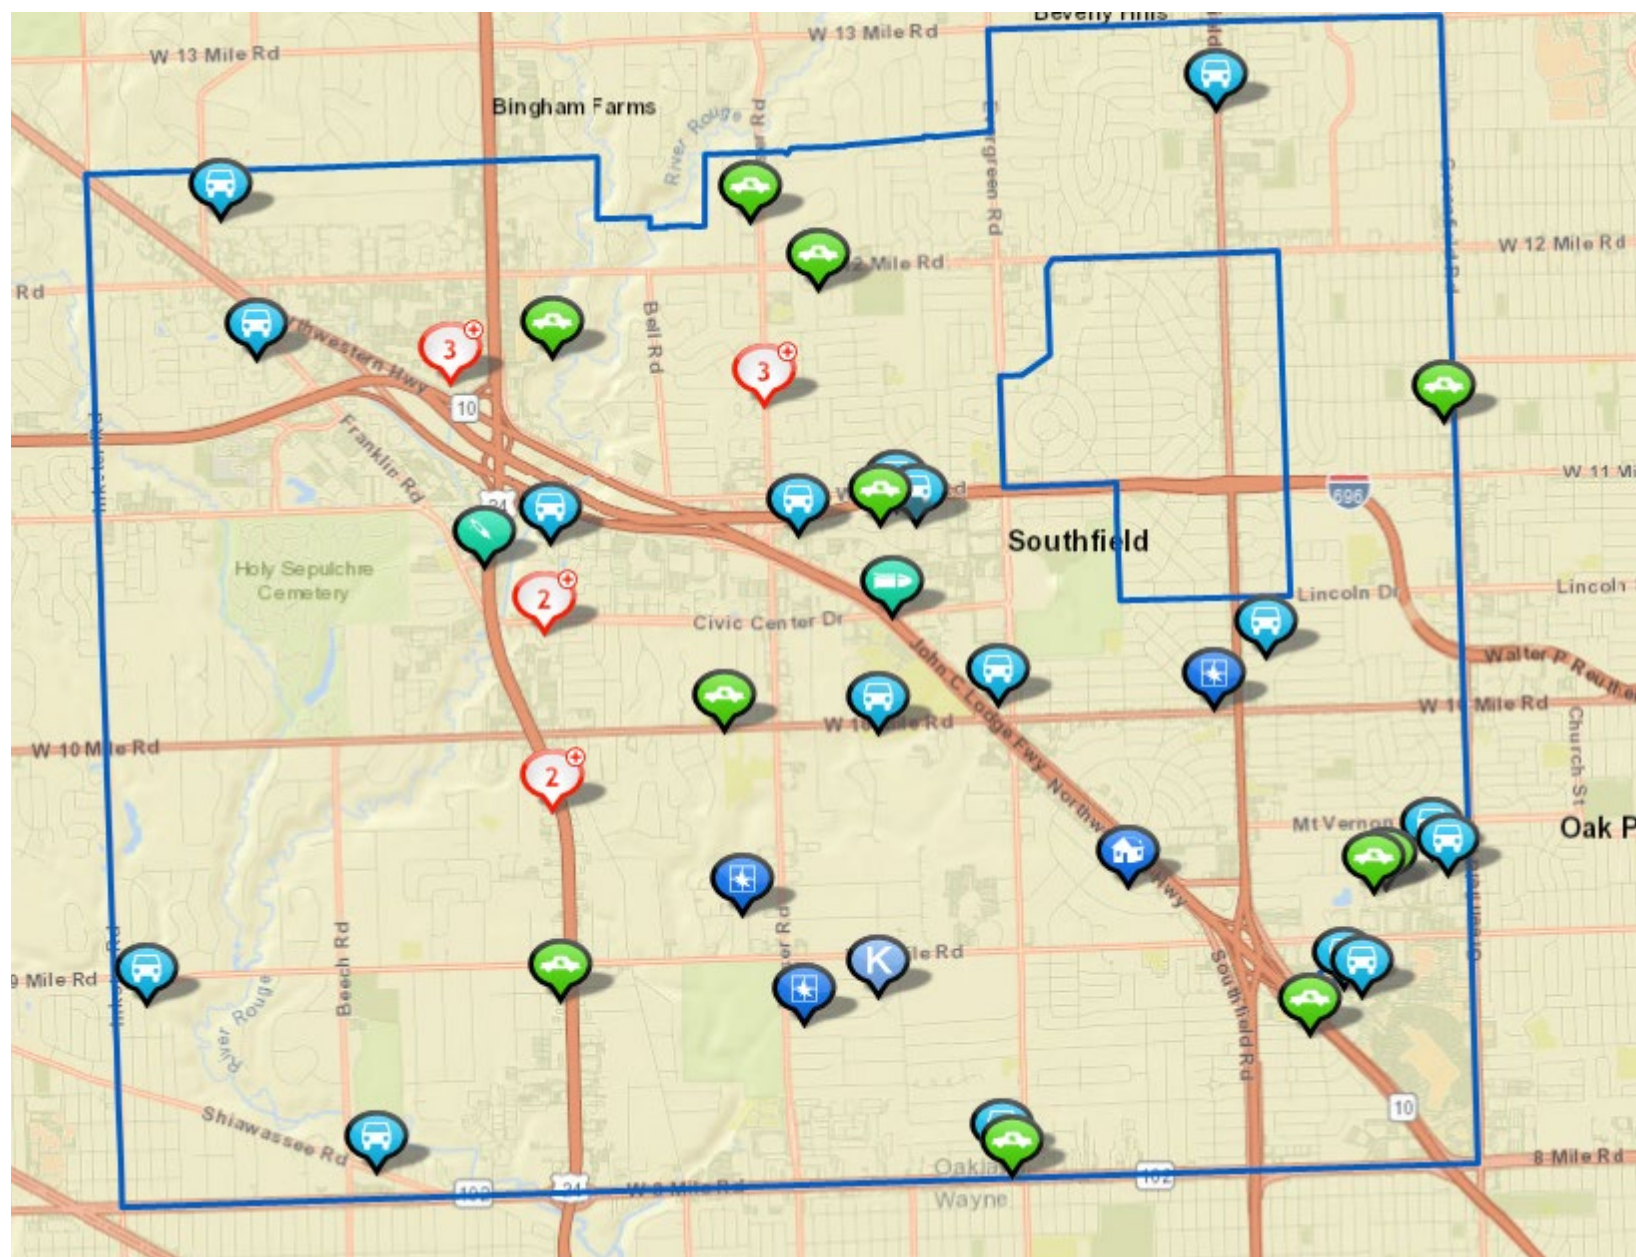 Beverly Hills
W 13 Mile Rd
W 13 Mile Rd
Bingham Farms
River Rouge
W 12 Mile Rd
2 Mile Rd
Rd
Bell Rd
3
3
10
Franklin Rd
W 11 Mi
696
Southfield
Holy Sepulchre
Cemetery
2
Civic Center Dr
Lincoln Dr
Lincoln
John C Lodge Fwy
Walter P Reuther
W 10 Mile Rd
W 10 Mile Rd
W 10 Mile Rd
Church St
2
Mt Vernon
Oak P
Beech Rd
9 Mile Rd
K
ile Rd
River Rouge
Southfield Rd
Shiawassee Rd
10
8 Mile Rd
Oakland
Wayne
102
102
24
W 8 Mile Rd